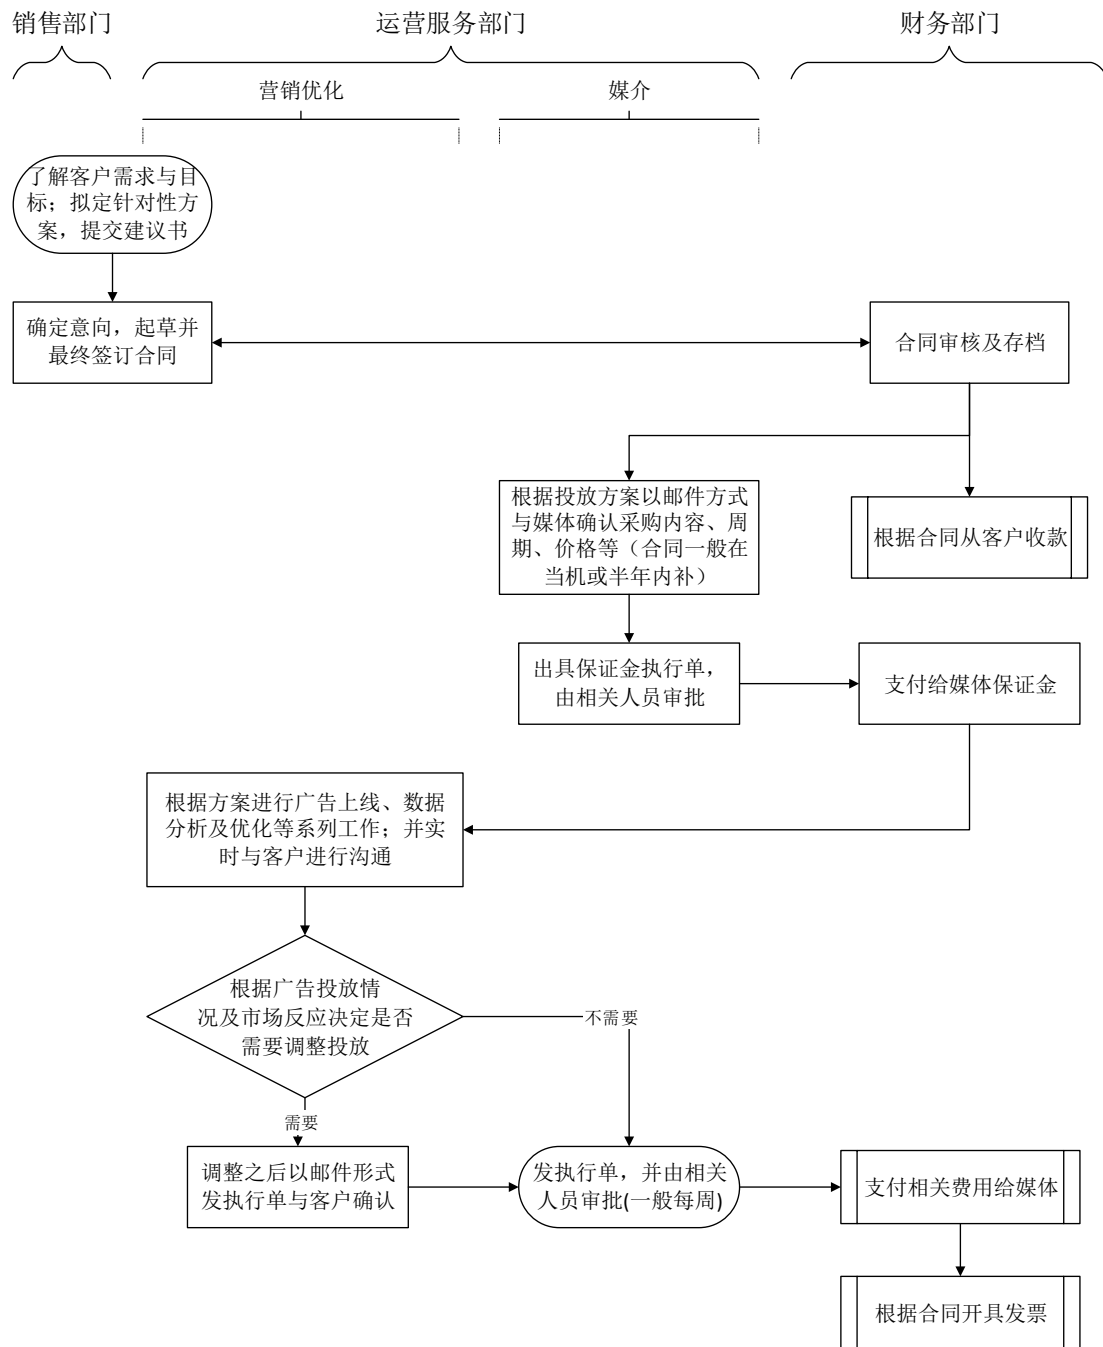 销售部门
运营服务部门
财务部门
营销优化
媒介
了解客户需求与目
标；拟定针对性方
案，提交建议书
确定意向，起草并
最终签订合同
合同审核及存档
根据投放方案以邮件方式
与媒体确认采购内容、周
期、价格等（合同一般在
当机或半年内补）
根据合同从客户收款
出具保证金执行单，
由相关人员审批
支付给媒体保证金
根据方案进行广告上线、数据
分析及优化等系列工作；并实
时与客户进行沟通
根据广告投放情
况及市场反应决定是否
需要调整投放
不需要
需要
调整之后以邮件形式
发执行单与客户确认
发执行单，并由相关
人员审批(一般每周)
支付相关费用给媒体
根据合同开具发票